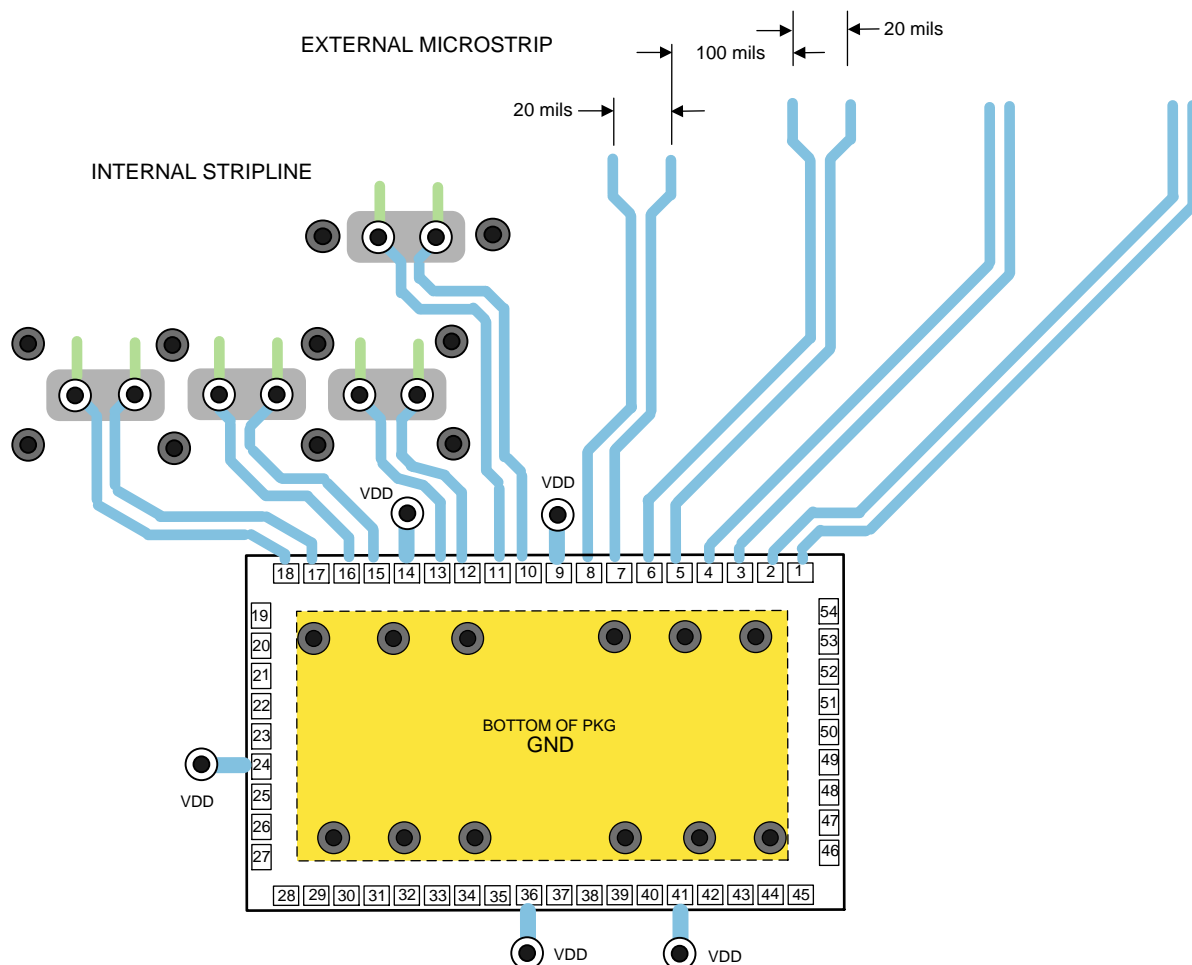 EXTERNAL MICROSTRIP
20 mils
100 mils
20 mils
INTERNAL STRIPLINE
VDD
VDD
18 17 16 15 14 13 12 11 10 9 8 7 6 5 4 3 2 1
19
20
21
22
23
24
25
26
27
54
53
52
51
50
49
48
47
46
BOTTOM OF PKG
GND
VDD
28 29 30 31 32 33 34 35 36 37 38 39 40 41 42 43 44 45
VDD
VDD